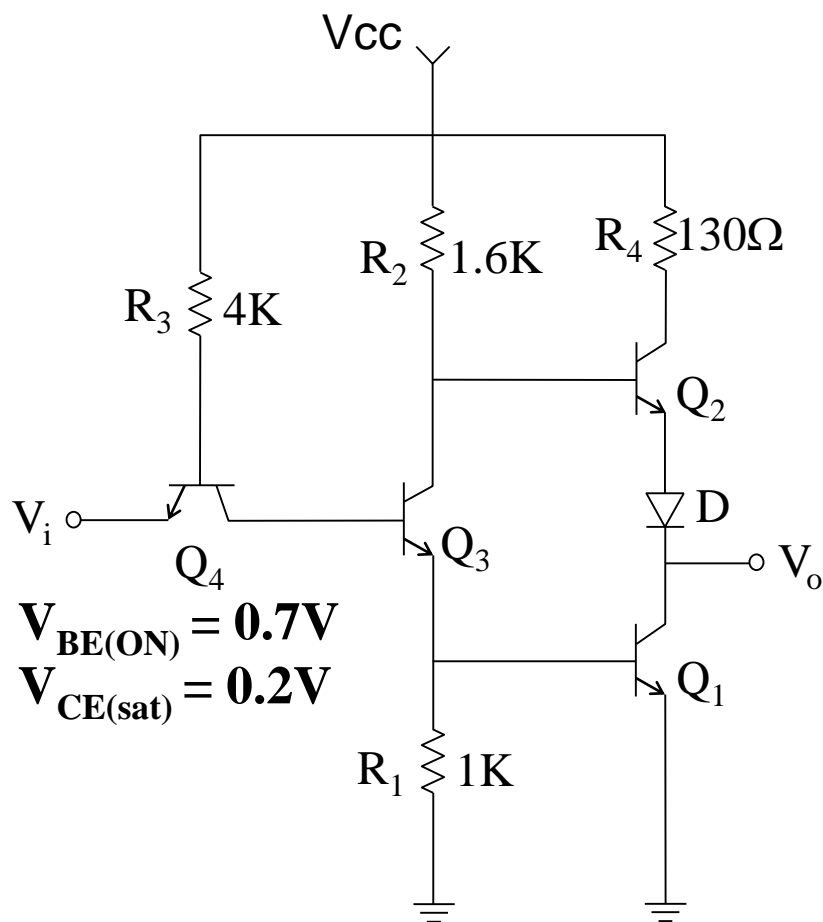 Vcc
R2 1.6K
R4 130Ω
R3 4K
Q2
Vi
Q4
Q3
D
Vo
VBE(ON) = 0.7V
VCE(sat) = 0.2V
Q1
R1 1K